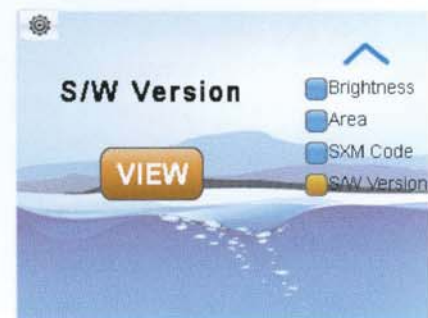 S/W Version
VIEW
Brightness
Area
SXM Code
S/W Version